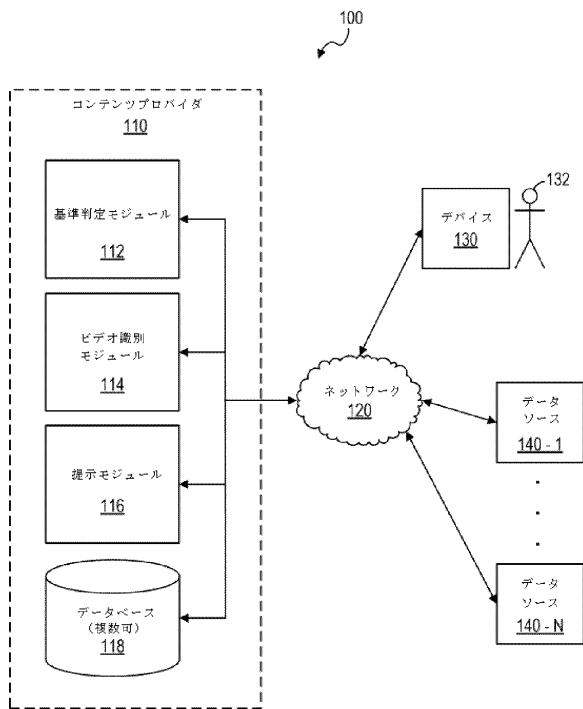 100
コンテンツプロバイダ
110
基準判定モジュール
112
ビデオ識別
モジュール
114
提示モジュール
116
データベース
(複数可)
118
ネットワーク
120
デバイス
130
132
データ
ソース
140 - 1
データ
ソース
140 - N